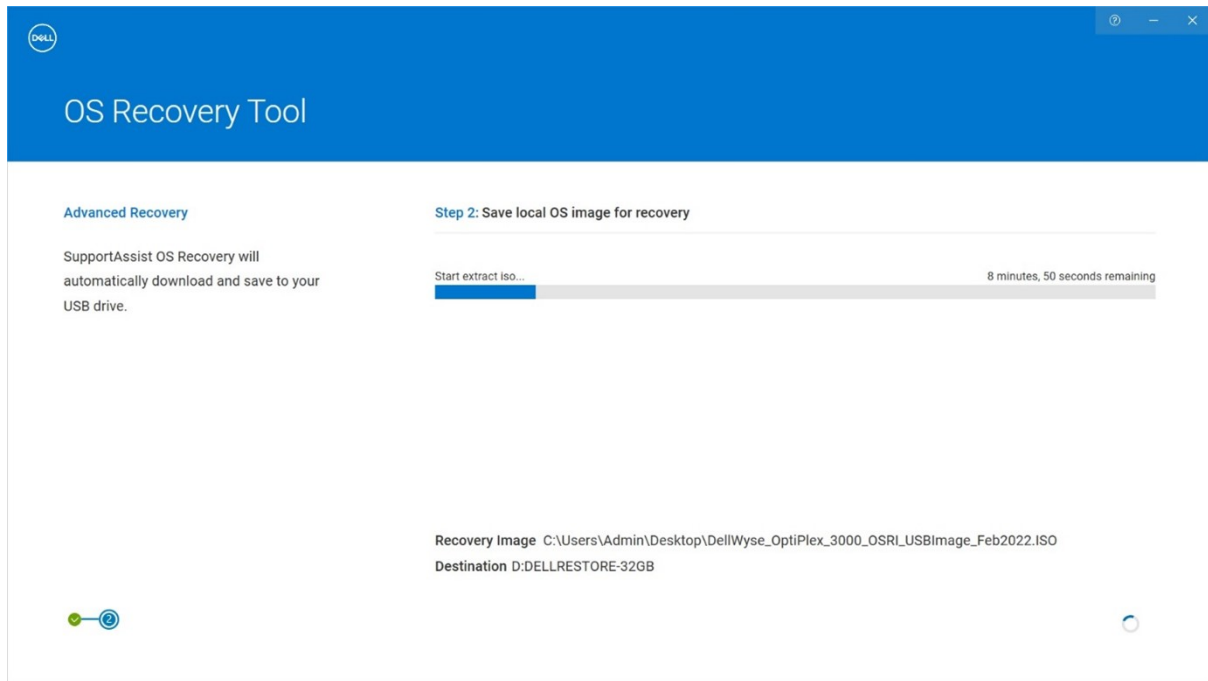 DELL
OS Recovery Tool
Advanced Recovery
SupportAssist OS Recovery will
automatically download and save to your
USB drive.
Step 2: Save local OS image for recovery
Start extract iso...
8 minutes, 50 seconds remaining
Recovery Image C:\Users\Admin\Desktop\DellWyse_OptiPlex_3000_OSRI_USBImage_Feb2022.ISO
Destination D:DELLRESTORE-32GB
2